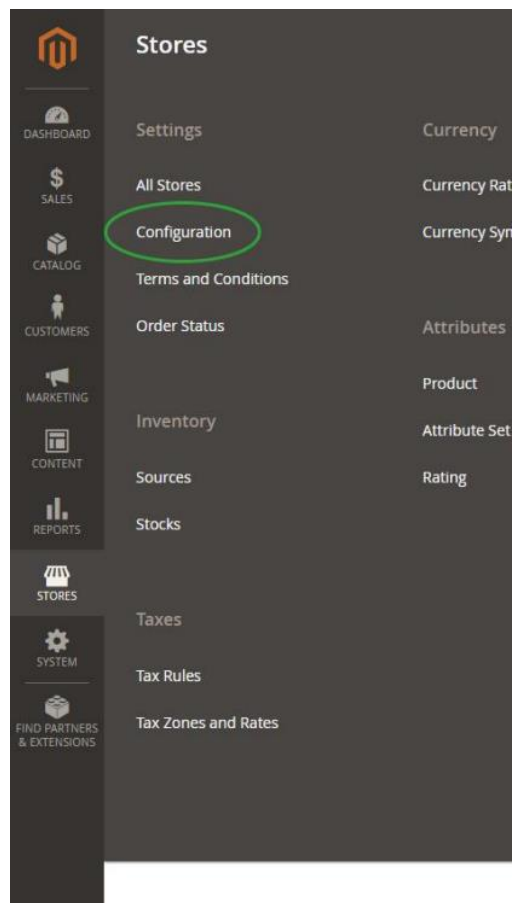 DASHBOARD
SALES
CATALOG
CUSTOMERS
MARKETING
CONTENT
REPORTS
STORES
SYSTEM
FIND PARTNERS
& EXTENSIONS
Stores
Settings
All Stores
Configuration
Terms and Conditions
Order Status
Inventory
Sources
Stocks
Taxes
Tax Rules
Tax Zones and Rates
Currency
Currency Rat
Currency Sym
Attributes
Product
Attribute Set
Rating